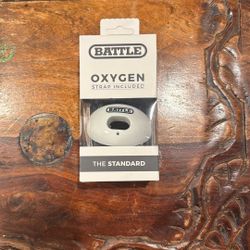 BATTLE
OXYGEN
STRAP INCLUDED
BATTLE
THE STANDARD